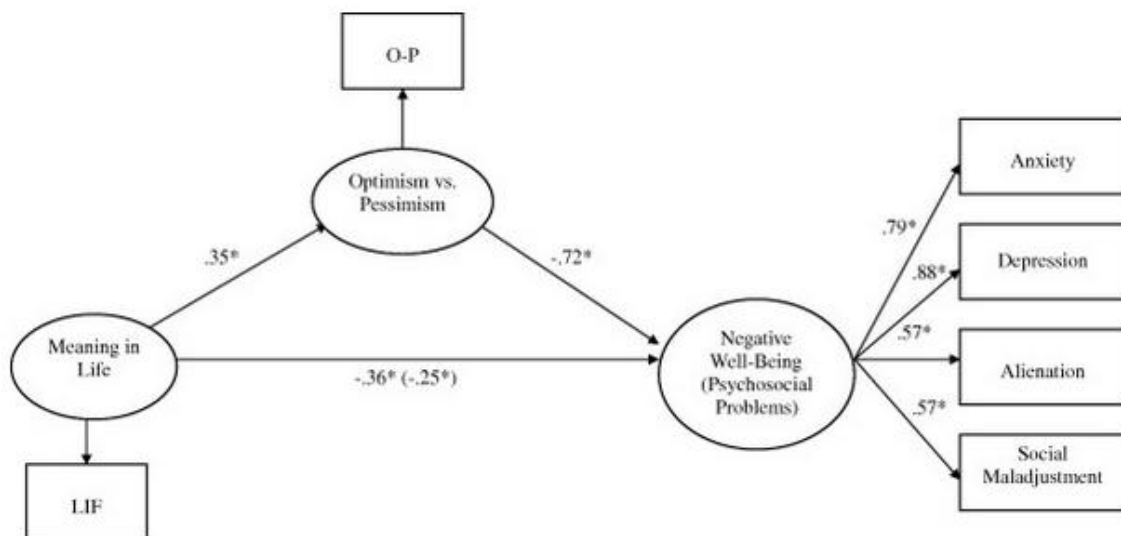 O-P
Optimism vs.
Pessimism
Anxiety
.79*
.35*
-.72*
Depression
.88*
Meaning in
Life
-.36* (-.25*)
Negative
Well-Being
(Psychosocial
Problems)
.57*
Alienation
.57*
Social
Maladjustment
LIF